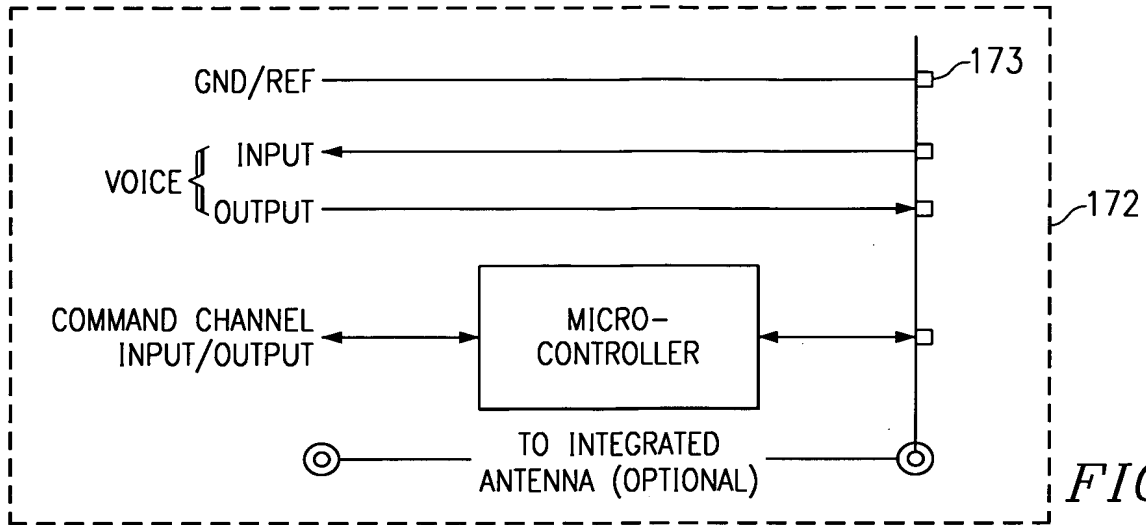 GND/REF
173
VOICE
INPUT
OUTPUT
172
COMMAND CHANNEL
INPUT/OUTPUT
MICRO-
CONTROLLER
TO INTEGRATED
ANTENNA (OPTIONAL)